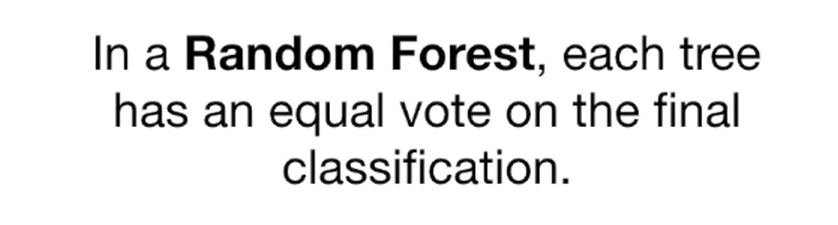 In a Random Forest, each tree
has an equal vote on the final
classification.